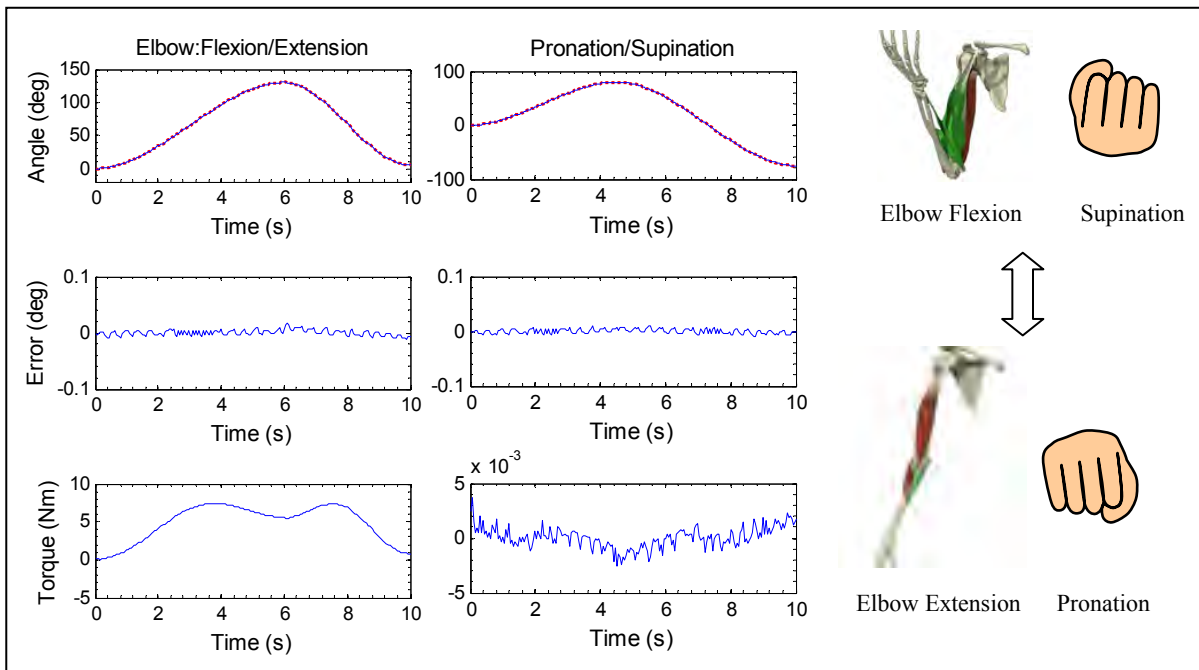 Elbow:Flexion/Extension
150
100
50
0
Angle (deg)
0 2 4 6 8 10
Time (s)
Pronation/Supination
100
0
-100
0 2 4 6 8 10
Time (s)
Elbow Flexion
Supination
0.1
0
-0.1
Error (deg)
0 2 4 6 8 10
Time (s)
0.1
0
-0.1
0 2 4 6 8 10
Time (s)
10
5
0
-5
Torque (Nm)
0 2 4 6 8 10
Time (s)
x 10-3
5
0
-5
0 2 4 6 8 10
Time (s)
Elbow Extension
Pronation